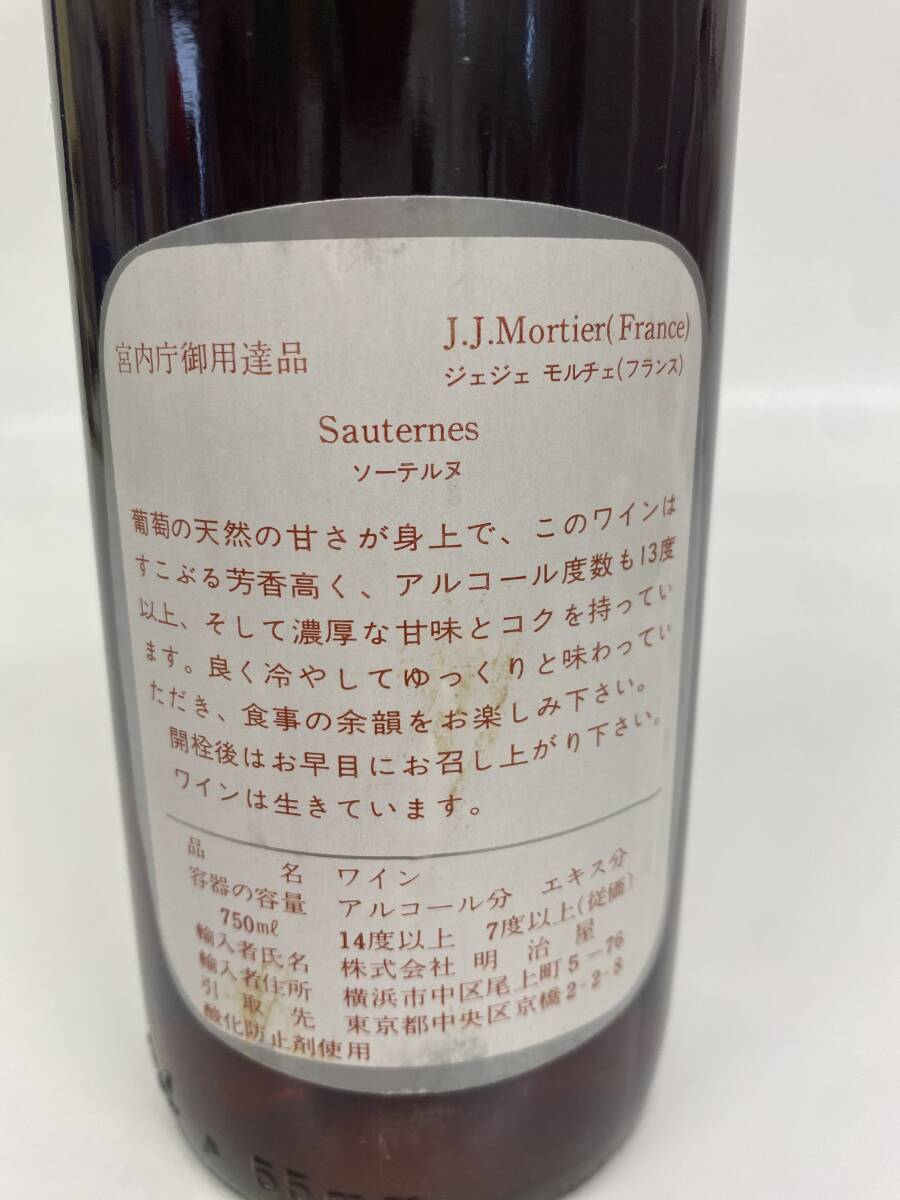 宮内庁御用達品
J.J.Mortier(France)
ジェジェ モルチェ(フランス)
Sauternes
ソーテルヌ
葡萄の天然の甘さが身上で、このワインは
すこぶる芳香高く、アルコール度数も13度
以上、そして濃厚な甘味とコクを持ってい
ます。良く冷やしてゆっくりと味わってい
ただき、食事の余韻をお楽しみ下さい。
開栓後はお早目にお召し上がり下さい。
ワインは生きています。
品 名 ワイン
容器の容量 アルコール分 エキス分
750mℓ 14度以上 7度以上(従価)
輸入者氏名 株式会社 明治屋
輸入者住所 横浜市中区尾上町5-76
引取先 東京都中央区京橋2-2-8
酸化防止剤使用
55